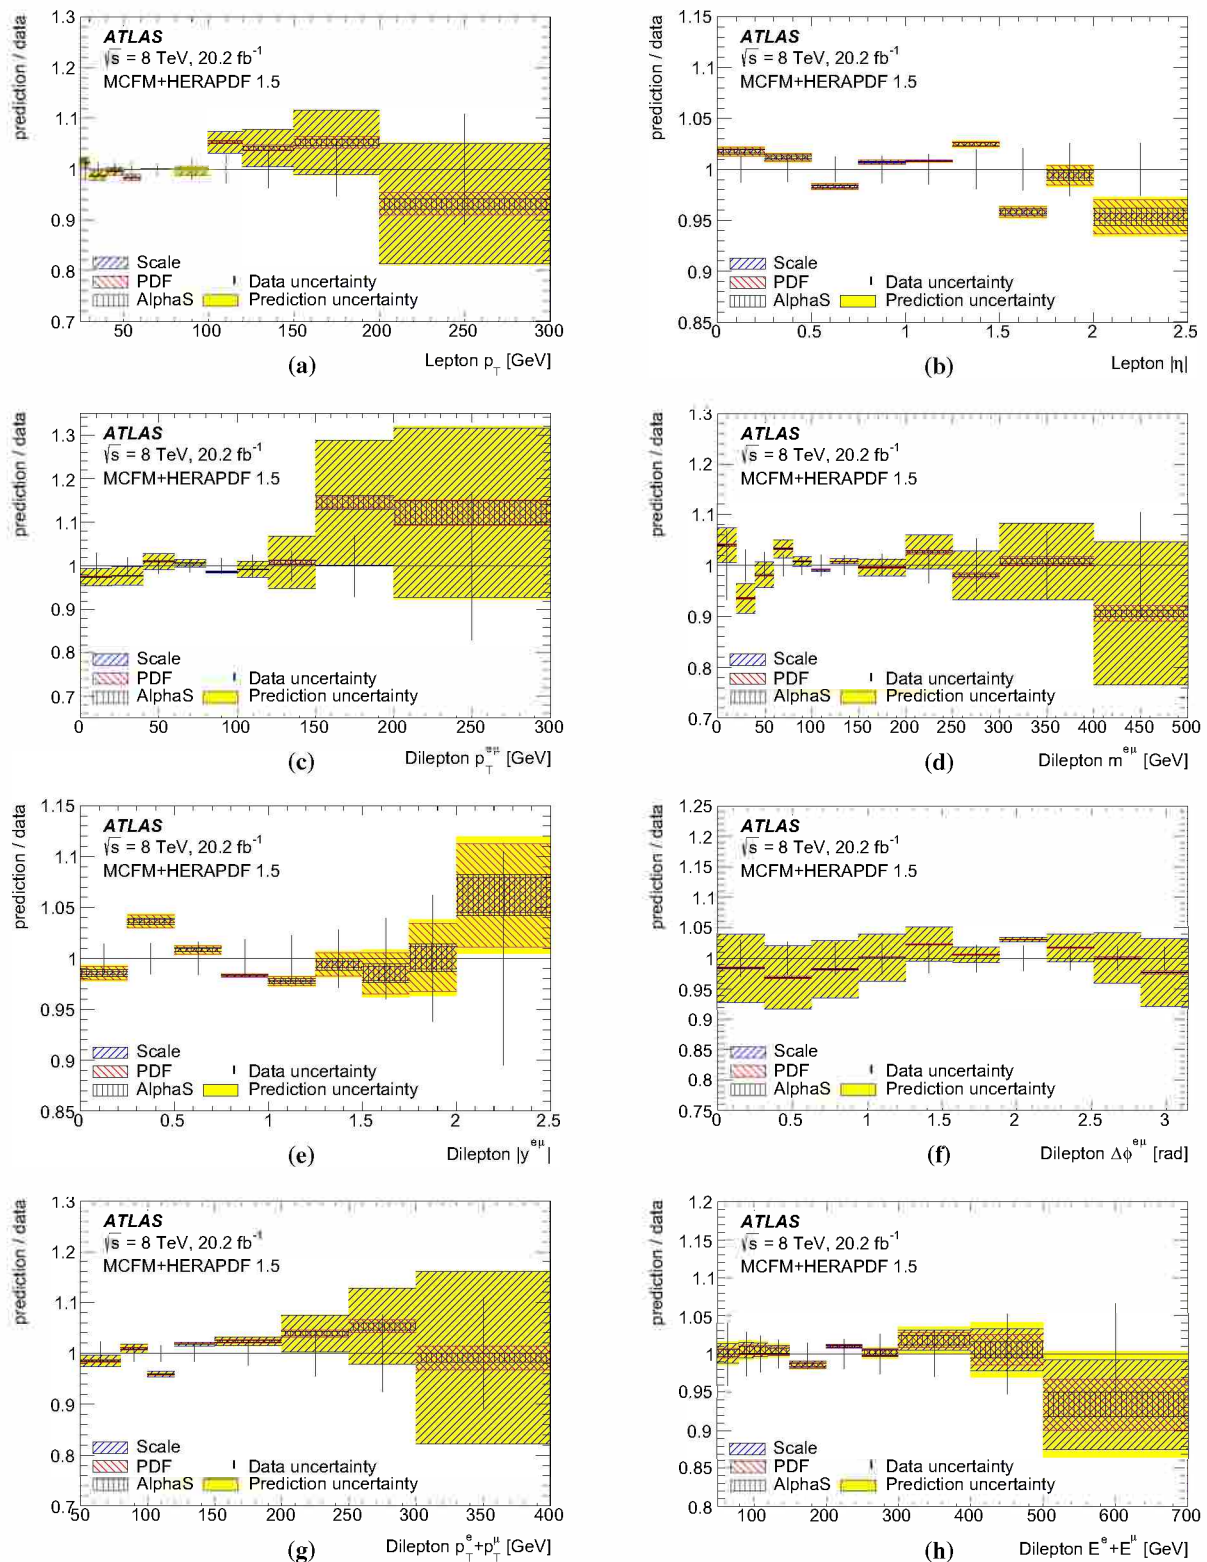 prediction / data
1.3
1.2
1.1
1
0.9
0.8
0.7
ATLAS
√s = 8 TeV, 20.2 fb⁻¹
MCFM+HERAPDF 1.5
Scale
PDF
AlphaS
Data uncertainty
Prediction uncertainty
50 100 150 200 250 300
(a)
Lepton p_T [GeV]
prediction / data
1.15
1.1
1.05
1
0.95
0.9
0.85
ATLAS
√s = 8 TeV, 20.2 fb⁻¹
MCFM+HERAPDF 1.5
Scale
PDF
AlphaS
Data uncertainty
Prediction uncertainty
0 0.5 1 1.5 2 2.5
(b)
Lepton |η|
prediction / data
1.3
1.2
1.1
1
0.9
0.8
0.7
ATLAS
√s = 8 TeV, 20.2 fb⁻¹
MCFM+HERAPDF 1.5
Scale
PDF
AlphaS
Data uncertainty
Prediction uncertainty
0 50 100 150 200 250 300
(c)
Dilepton p_T^eμ [GeV]
prediction / data
1.3
1.2
1.1
1
0.9
0.8
0.7
ATLAS
√s = 8 TeV, 20.2 fb⁻¹
MCFM+HERAPDF 1.5
Scale
PDF
AlphaS
Data uncertainty
Prediction uncertainty
0 50 100 150 200 250 300 350 400 450 500
(d)
Dilepton m^eμ [GeV]
prediction / data
1.15
1.1
1.05
1
0.95
0.9
0.85
ATLAS
√s = 8 TeV, 20.2 fb⁻¹
MCFM+HERAPDF 1.5
Scale
PDF
AlphaS
Data uncertainty
Prediction uncertainty
0 0.5 1 1.5 2 2.5
(e)
Dilepton |y^eμ|
prediction / data
1.25
1.2
1.15
1.1
1.05
1
0.95
0.9
0.85
0.8
0.75
ATLAS
√s = 8 TeV, 20.2 fb⁻¹
MCFM+HERAPDF 1.5
Scale
PDF
AlphaS
Data uncertainty
Prediction uncertainty
0 0.5 1 1.5 2 2.5 3
(f)
Dilepton Δϕ^eμ [rad]
prediction / data
1.3
1.2
1.1
1
0.9
0.8
0.7
ATLAS
√s = 8 TeV, 20.2 fb⁻¹
MCFM+HERAPDF 1.5
Scale
PDF
AlphaS
Data uncertainty
Prediction uncertainty
50 100 150 200 250 300 350 400
(g)
Dilepton p_T^e+p_T^μ [GeV]
prediction / data
1.2
1.15
1.1
1.05
1
0.95
0.9
0.85
0.8
ATLAS
√s = 8 TeV, 20.2 fb⁻¹
MCFM+HERAPDF 1.5
Scale
PDF
AlphaS
Data uncertainty
Prediction uncertainty
100 200 300 400 500 600 700
(h)
Dilepton E^e+E^μ [GeV]